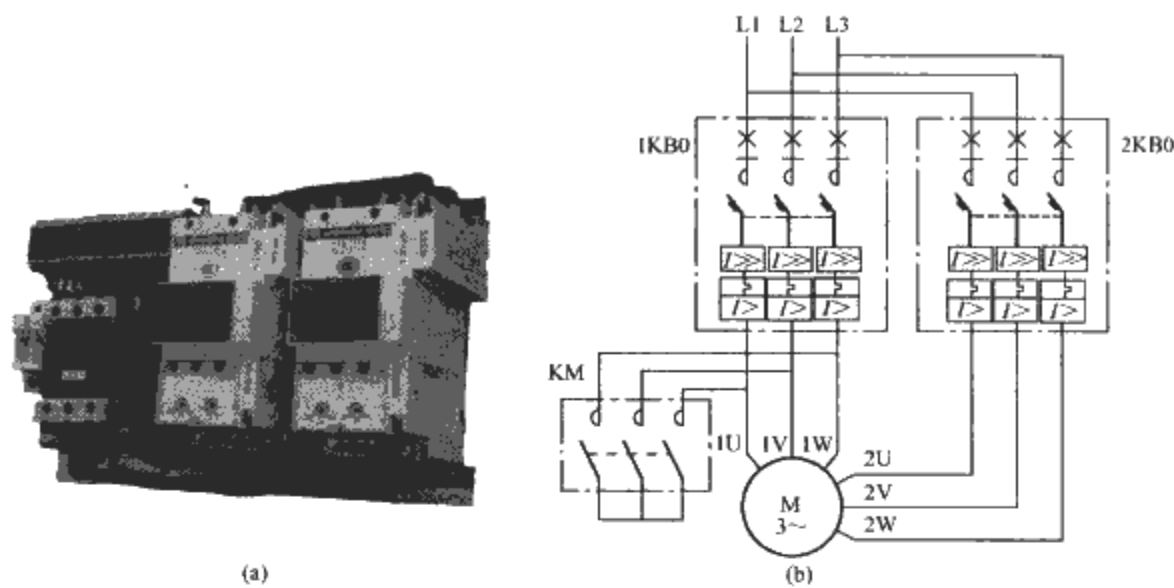 L1 L2 L3
1KB0
2KB0
I≫ I≫ I≫
I≫ I≫ I≫
I> I> I>
I> I> I>
KM
1U 1V 1W
2U
2V
2W
M
3～
(a)
(b)